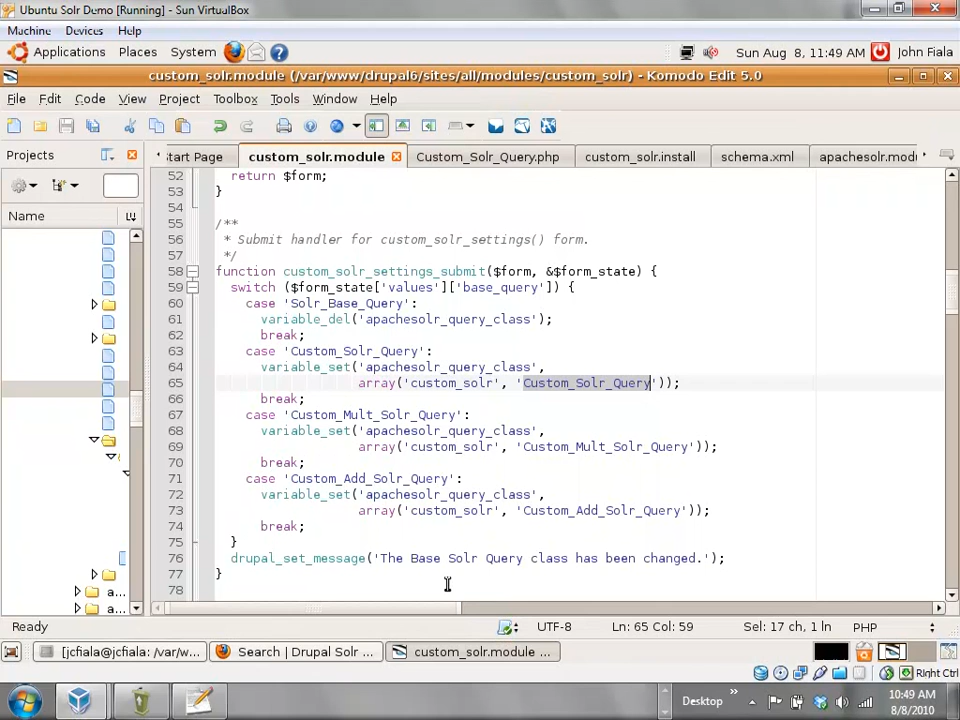 Ubuntu Solr Demo [Running] - Sun VirtualBox
Machine Devices Help
Applications Places System Sun Aug 8, 11:49 AM John Fiala
custom_solr.module (/var/www/drupal6/sites/all/modules/custom_solr) - Komodo Edit 5.0
File Edit Code View Project Toolbox Tools Window Help
Projects
tart Page custom_solr.module Custom_Solr_Query.php custom_solr.install schema.xml apachesolr.mod
Name
52 return $form;
53 }
54
55 /**
56 * Submit handler for custom_solr_settings() form.
57 */
58 function custom_solr_settings_submit($form, &$form_state) {
59 switch ($form_state['values']['base_query']) {
60 case 'Solr_Base_Query':
61 variable_del('apachesolr_query_class');
62 break;
63 case 'Custom_Solr_Query':
64 variable_set('apachesolr_query_class',
65 array('custom_solr', 'Custom_Solr_Query'));
66 break;
67 case 'Custom_Mult_Solr_Query':
68 variable_set('apachesolr_query_class',
69 array('custom_solr', 'Custom_Mult_Solr_Query'));
70 break;
71 case 'Custom_Add_Solr_Query':
72 variable_set('apachesolr_query_class',
73 array('custom_solr', 'Custom_Add_Solr_Query'));
74 break;
75 }
76 drupal_set_message('The Base Solr Query class has been changed.');
77 }
78
a...
a...
Ready UTF-8 Ln: 65 Col: 59 Sel: 17 ch, 1 ln PHP
[jcfiala@jcfiala: /var/w... Search | Drupal Solr ... custom_solr.module ...
Right Ctrl
Desktop » 10:49 AM
8/8/2010